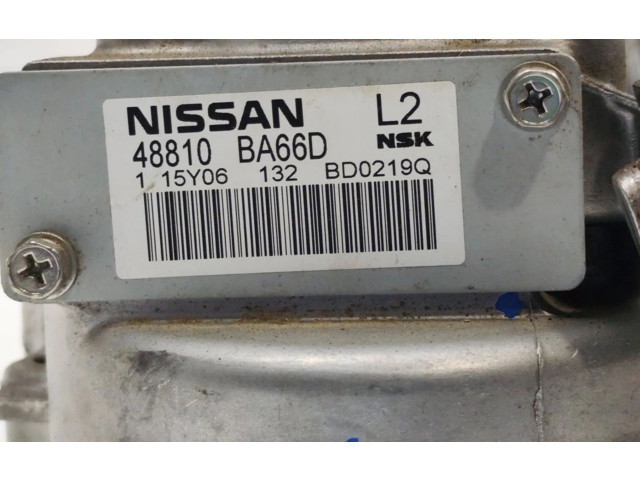 NISSAN L2
48810 BA66D NSK
1 15Y06 132 BD0219Q